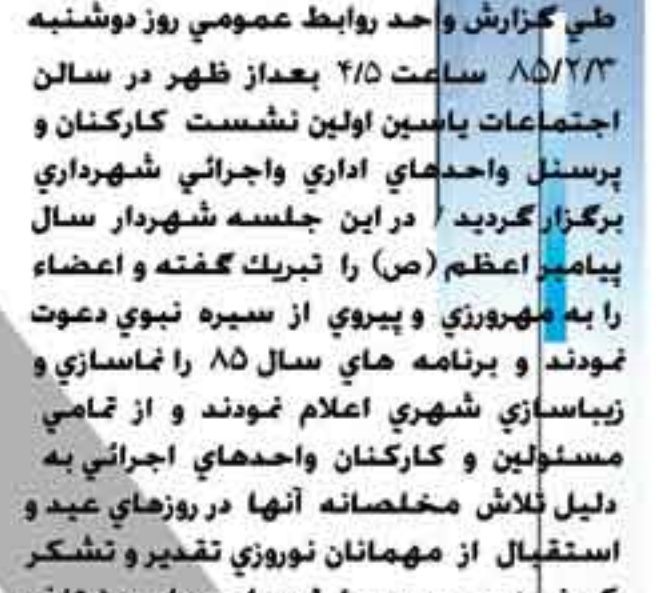 طي گزارش واحد روابط عمومي روز دوشنبه
۸۵/۲/۳ ساعت ۴/۵ بعداز ظهر در سالن
اجتماعات ياسين اولين نشست كاركنان و
پرسنل واحدهاي اداري واجرائي شهرداري
برگزار گرديد / در اين جلسه شهردار سال
پيامبر اعظم (ص) را تبريك گفته و اعضاء
را به مهرورزي و پيروي از سيره نبوي دعوت
نمودند و برنامه هاي سال ۸۵ را نماسازي و
زيباسازي شهري اعلام نمودند و از تمامي
مسئولين و كاركنان واحدهاي اجرائي به
دليل تلاش مخلصانه آنها در روزهاي عيد و
استقبال از مهمانان نوروزي تقدير و تشكر